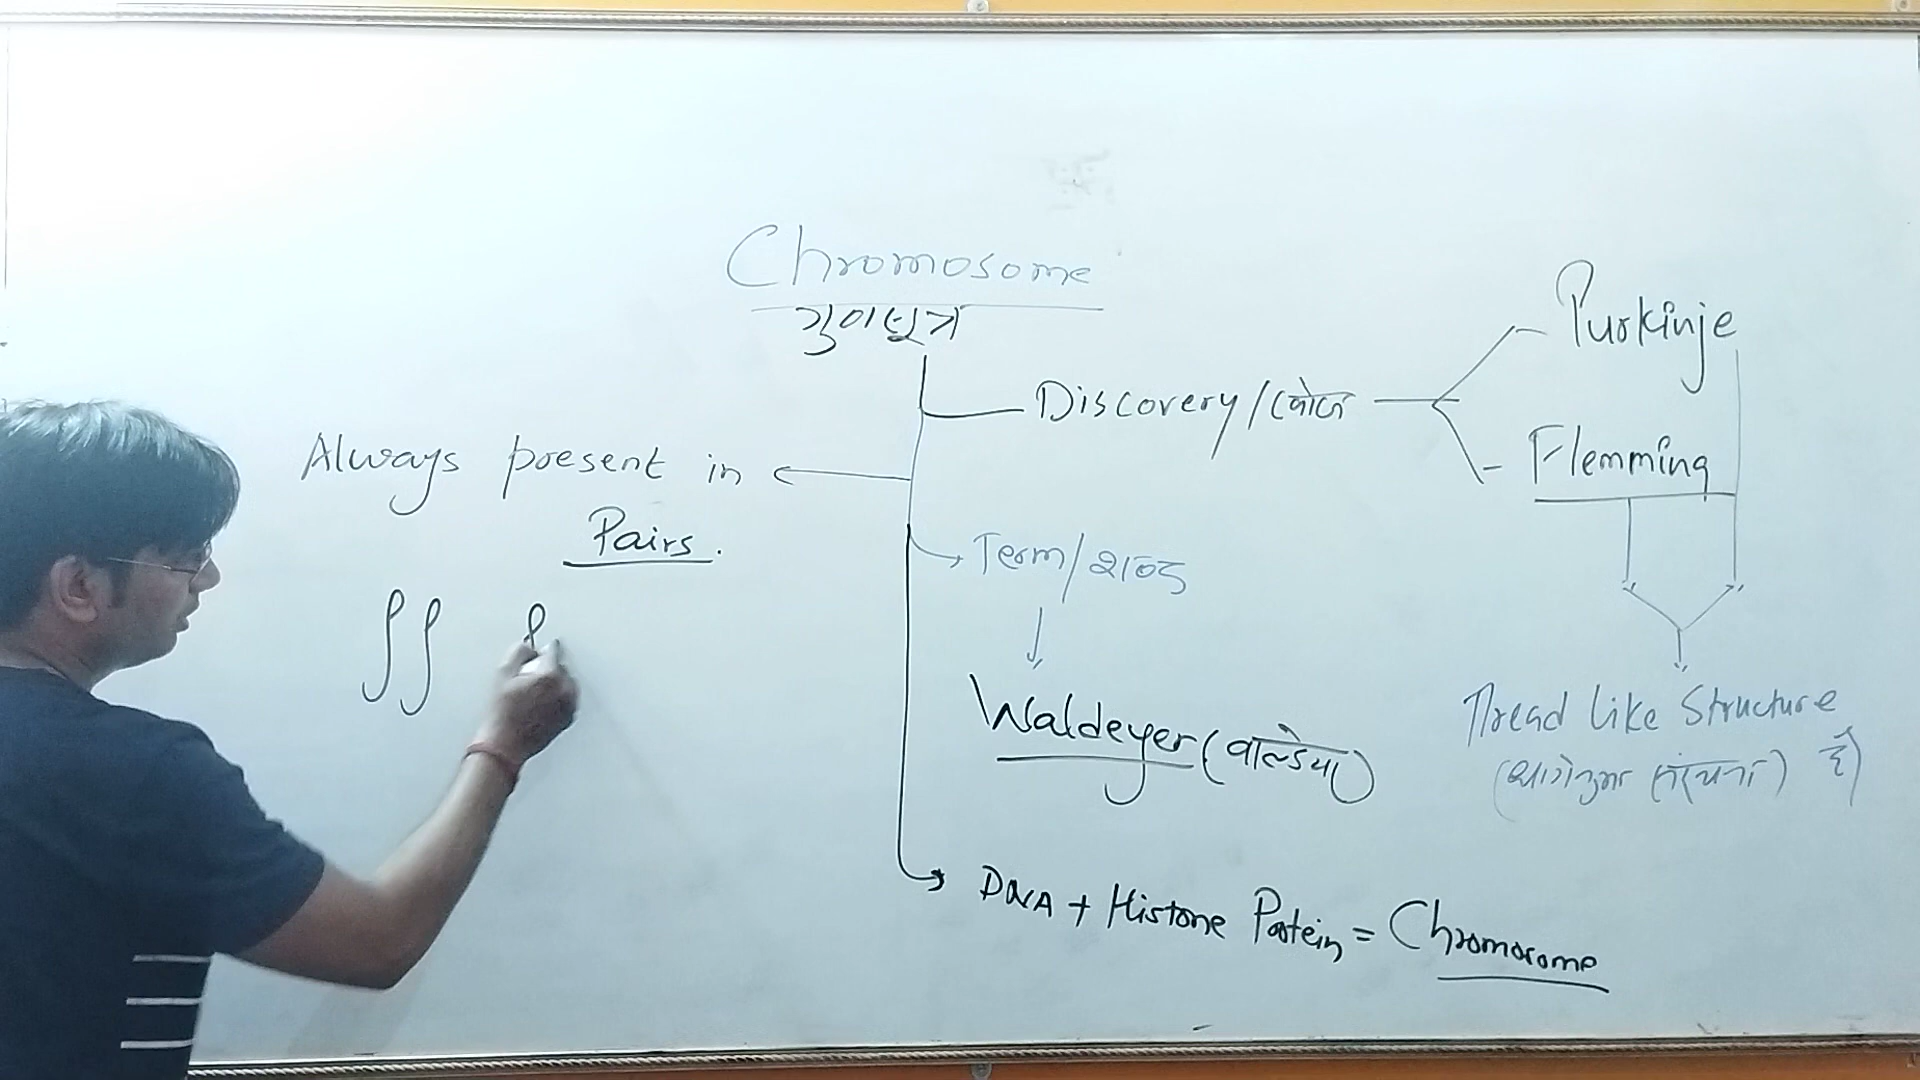 Chromosome
गुणसूत्र
Discovery/खोज
Purkinje
Flemming
Always present in
Pairs.
Term/शब्द
Waldeyer (वाल्डेयर)
Thread Like Structure
(धागेनुमा संरचना) है
DNA + Histone Protein = Chromosome